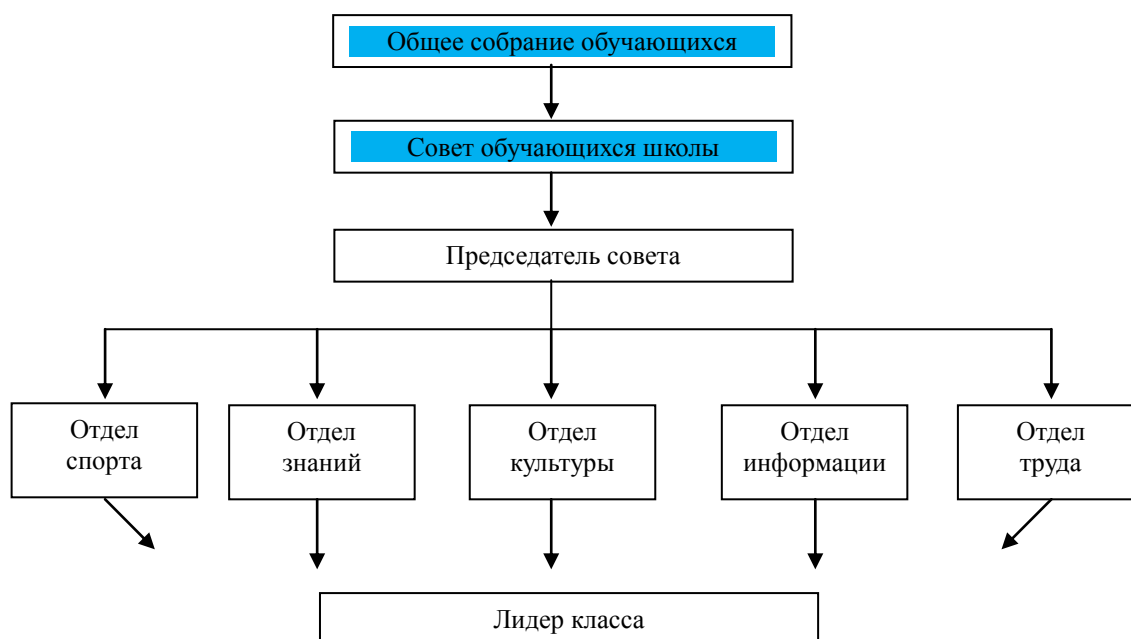 Общее собрание обучающихся
Совет обучающихся школы
Председатель совета
Отдел
спорта
Отдел
знаний
Отдел
культуры
Отдел
информации
Отдел
труда
Лидер класса